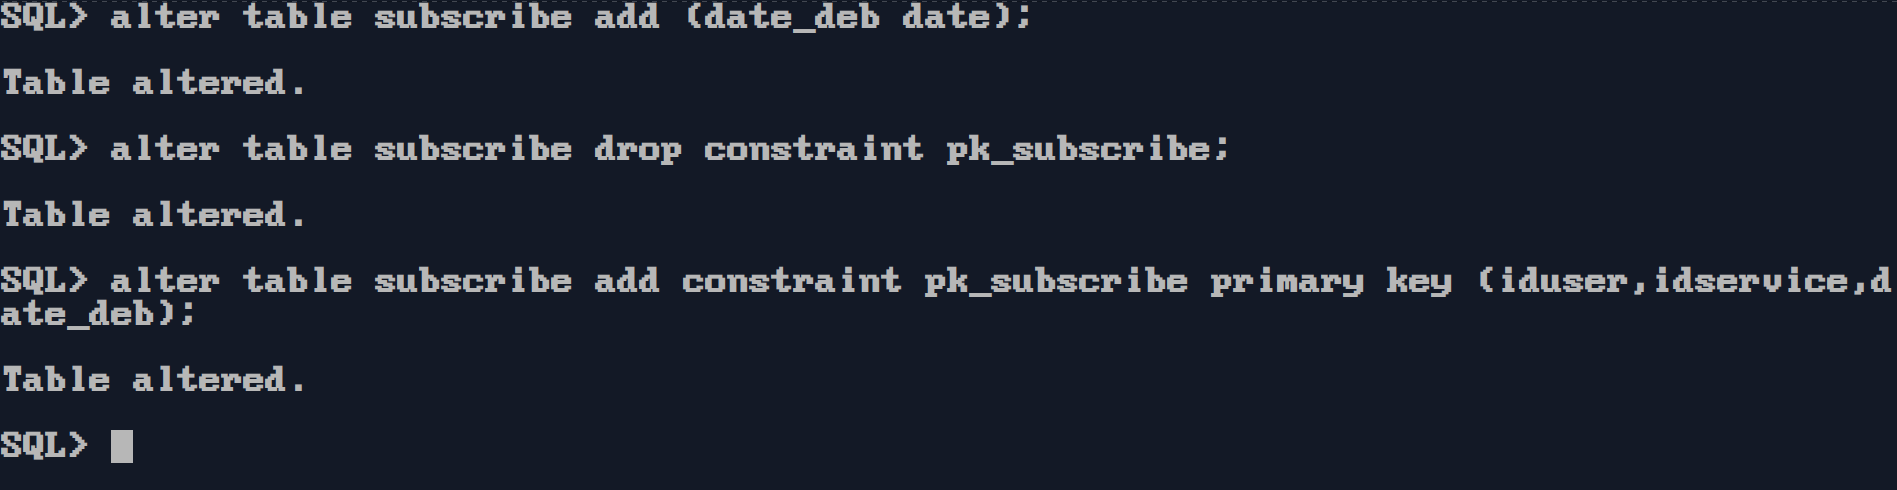 SQL> alter table subscribe add (date_deb date);
Table altered.
SQL> alter table subscribe drop constraint pk_subscribe;
Table altered.
SQL> alter table subscribe add constraint pk_subscribe primary key (iduser,idservice,d
ate_deb);
Table altered.
SQL>